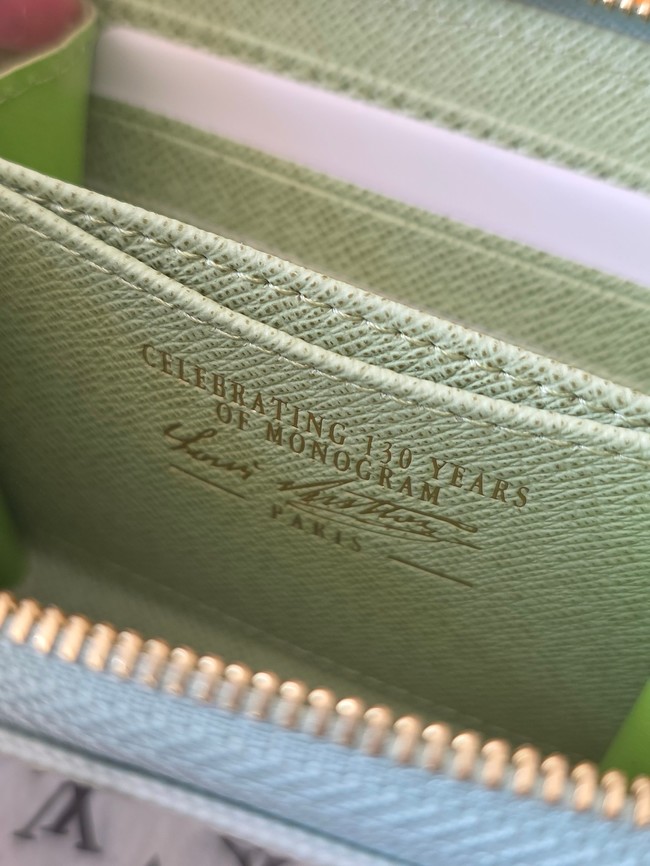 CELEBRATING 130 YEARS
OF MONOGRAM
Louis Vuitton
PARIS